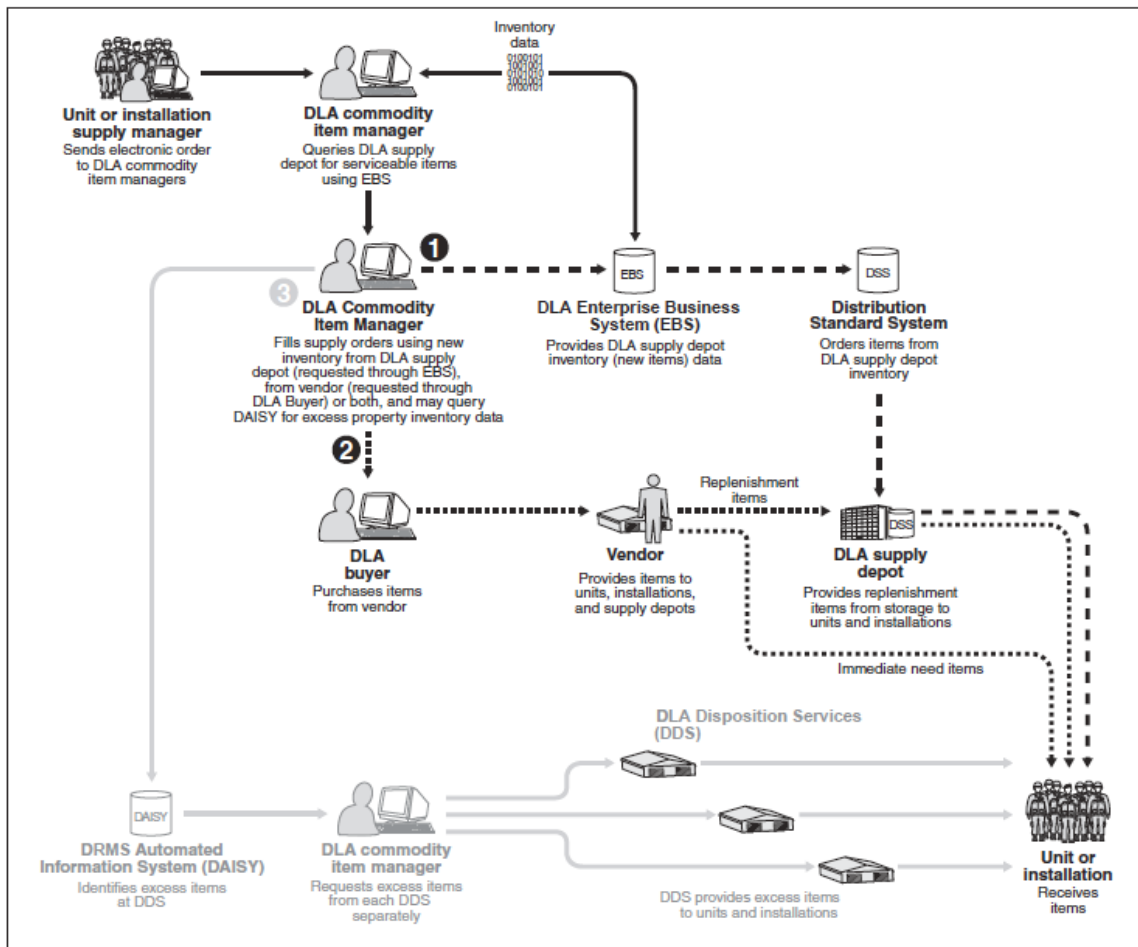 Inventory
data
0100101
1001001
0101010
1001001
0100101
Unit or installation
supply manager
Sends electronic order
to DLA commodity
item managers
DLA commodity
item manager
Queries DLA supply
depot for serviceable items
using EBS
1
3
DLA Commodity
Item Manager
Fills supply orders using new
inventory from DLA supply
depot (requested through EBS),
from vendor (requested through
DLA Buyer) or both, and may query
DAISY for excess property inventory data
EBS
DLA Enterprise Business
System (EBS)
Provides DLA supply depot
inventory (new items) data
DSS
Distribution
Standard System
Orders items from
DLA supply depot
inventory
2
DLA
buyer
Purchases items
from vendor
Vendor
Provides items to
units, installations,
and supply depots
Replenishment
items
DSS
DLA supply
depot
Provides replenishment
items from storage to
units and installations
Immediate need items
DLA Disposition Services
(DDS)
DAISY
DRMS Automated
Information System (DAISY)
Identifies excess items
at DDS
DLA commodity
item manager
Requests excess items
from each DDS
separately
DDS provides excess items
to units and installations
Unit or
installation
Receives
items